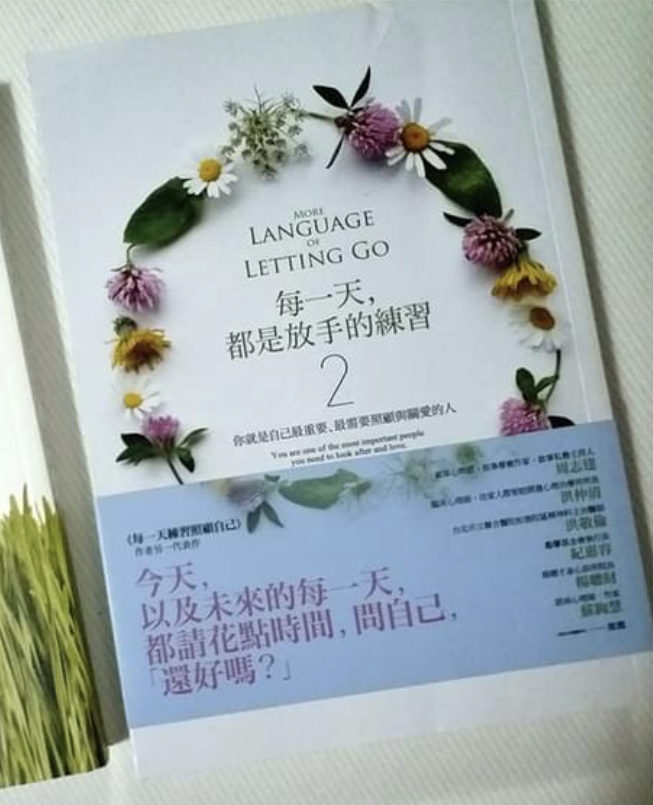 MORE
LANGUAGE
OF
LETTING GO
每一天,
都是放手的練習
2
你就是自己最重要、最需要照顧與關愛的人
You are one of the most important people
you need to look after and love.
《每一天練習照顧自己》
作者另一代表作
今天,
以及未來的每一天,
都請花點時間,問自己,
「還好嗎?」
周志建
洪仲清
洪敬倫
紀惠容
楊聰財
蘇絢慧